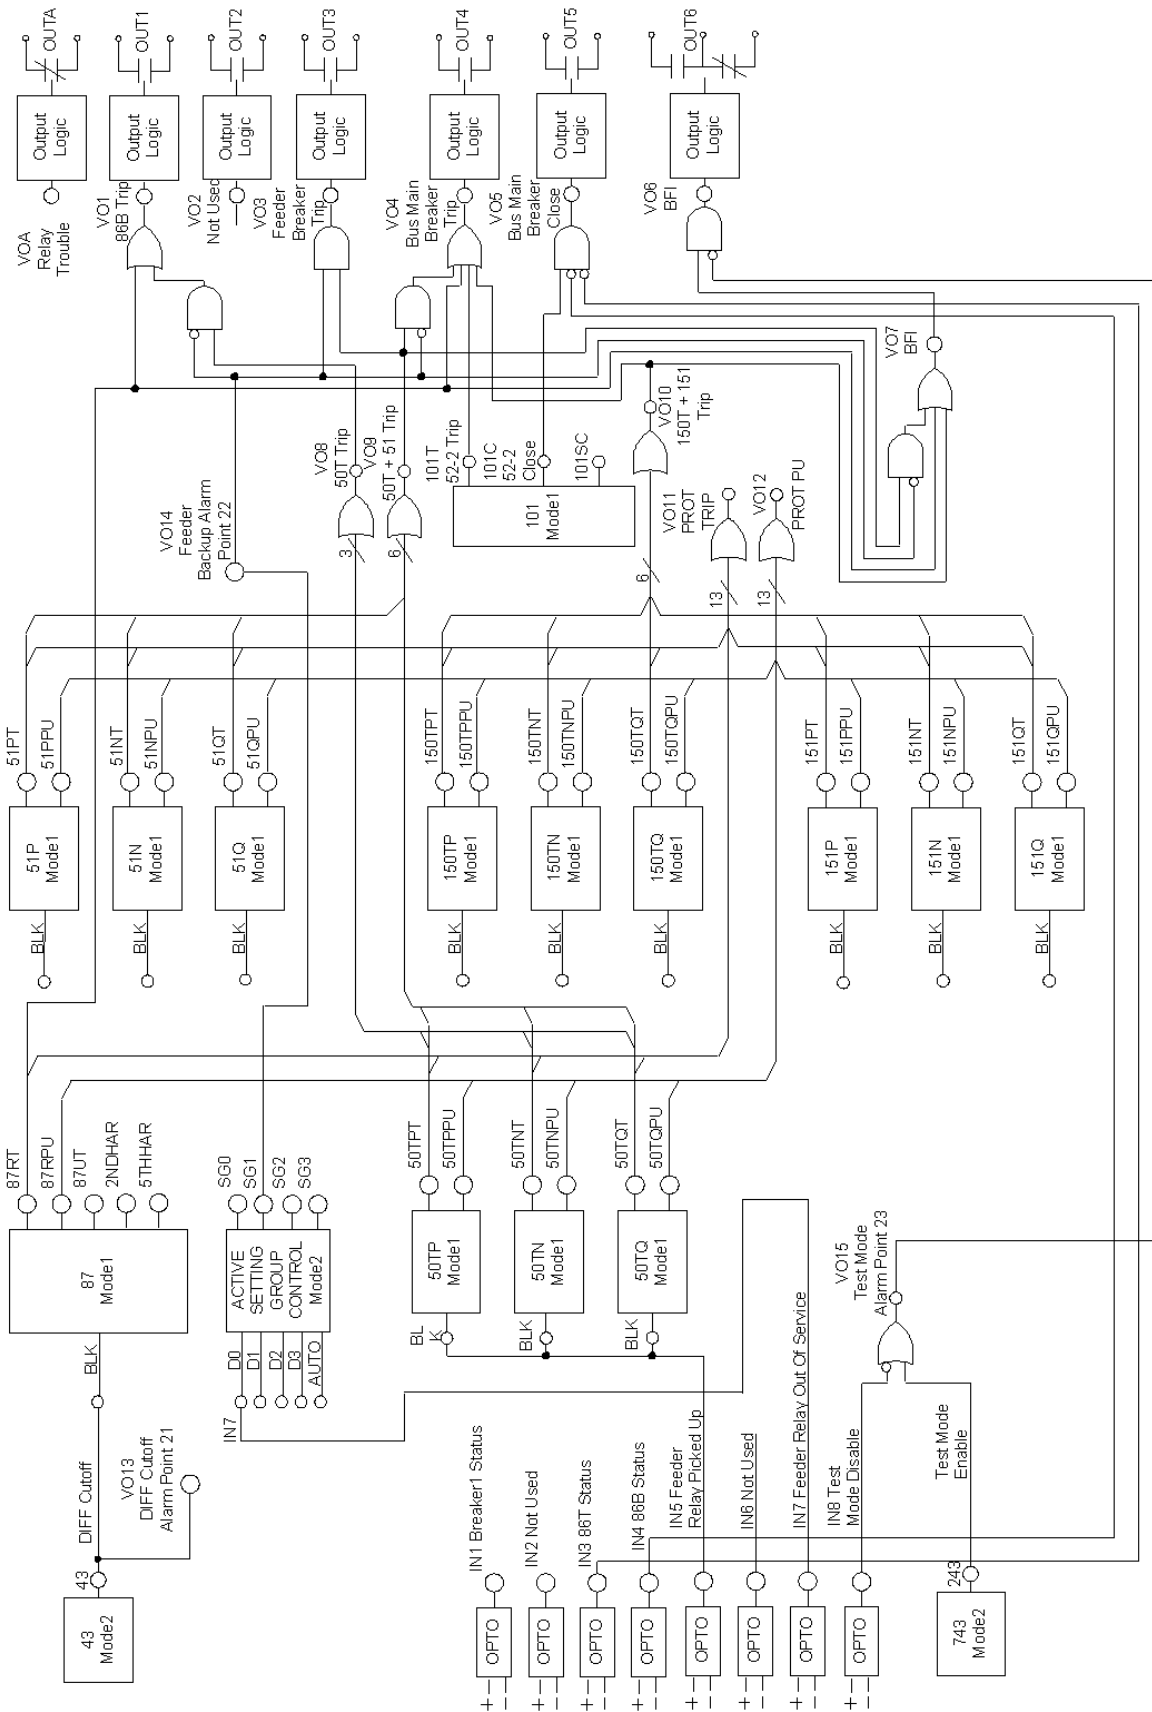 OUTA
OUT1
OUT2
OUT3
OUT4
OUT5
OUT6
Output
Logic
Output
Logic
Output
Logic
Output
Logic
Output
Logic
Output
Logic
Output
Logic
VOA
Relay
Trouble
VO1
86B Trip
VO2
Not Used
VO3
Feeder
Breaker
Trip
VO4
Bus Main
Breaker
Trip
VO5
Bus Main
Breaker
Close
VO6
BFI
VO7
BFI
VO14
Feeder
Backup Alarm
Point 22
VO8
50T Trip
VO9
50T + 51 Trip
101T
52-2 Trip
101C
52-2
Close
101SC
101
Mode1
VO10
150T + 151
Trip
VO11
PROT
TRIP
VO12
PROT PU
3
6
6
13
13
51PT
51PPU
51NT
51NPU
51QT
51QPU
150TPT
150TPPU
150TNT
150TNPU
150TQT
150TQPU
151PT
151PPU
151NT
151NPU
151QT
151QPU
51P
Mode1
51N
Mode1
51Q
Mode1
150TP
Mode1
150TN
Mode1
150TQ
Mode1
151P
Mode1
151N
Mode1
151Q
Mode1
BLK
BLK
BLK
BLK
BLK
BLK
BLK
BLK
BLK
87RT
87RPU
87UT
2NDHAR
5THHAR
87
Mode1
BLK
SG0
SG1
SG2
SG3
ACTIVE
SETTING
GROUP
CONTROL
Mode2
D0
D1
D2
D3
AUTO
IN7
50TPT
50TPPU
50TNT
50TNPU
50TQT
50TQPU
50TP
Mode1
50TN
Mode1
50TQ
Mode1
BL
K
BLK
BLK
VO15
Test Mode
Alarm Point 23
DIFF Cutoff
VO13
DIFF Cutoff
Alarm Point 21
43
43
Mode2
IN1 Breaker1 Status
IN2 Not Used
IN3 86T Status
IN4 86B Status
IN5 Feeder
Relay Picked Up
IN6 Not Used
IN7 Feeder Relay Out Of Service
IN8 Test
Mode Disable
Test Mode
Enable
243
743
Mode2
OPTO
OPTO
OPTO
OPTO
OPTO
OPTO
OPTO
OPTO
+
–
+
–
+
–
+
–
+
–
+
–
+
–
+
–